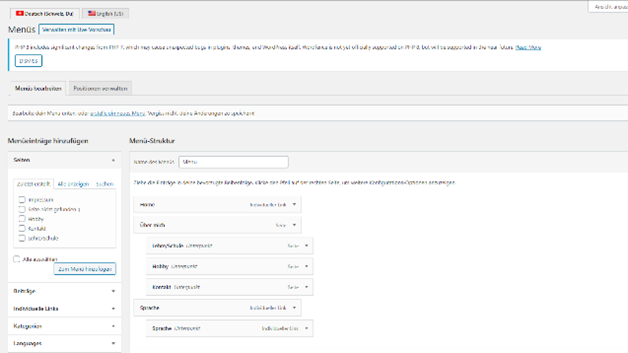 Deutsch (Schweiz, Du)
English (US)
Ansicht anpass
Menüs
Verwalten mit Live-Vorschau
PHP 8 includes significant changes from PHP 7, which may cause unexpected bugs in plugins, themes, and WordPress itself. Wordfence is not yet officially supported on PHP 8, but will be supported in the near future. Read More
Dismiss
Menüs bearbeiten
Positionen verwalten
Bearbeite dein Menü unten, oder erstelle ein neues Menü. Vergiss nicht, deine Änderungen zu speichern!
Menüeinträge hinzufügen
Menü-Struktur
Seiten
Name des Menüs
Menu
Zuletzt erstellt
Alle anzeigen
Suchen
Ziehe die Einträge in deine bevorzugte Reihenfolge. Klicke den Pfeil auf der rechten Seite, um weitere Konfigurations-Optionen anzuzeigen.
Impressum
Seite nicht gefunden :(
Hobby
Kontakt
Lehre/Schule
Alle auswählen
Zum Menü hinzufügen
Home
Individueller Link
Über mich
Seite
Lehre/Schule Unterpunkt
Seite
Hobby Unterpunkt
Seite
Kontakt Unterpunkt
Seite
Beiträge
Individuelle Links
Sprache
Individueller Link
Kategorien
Sprache Unterpunkt
Individueller Link
Languages